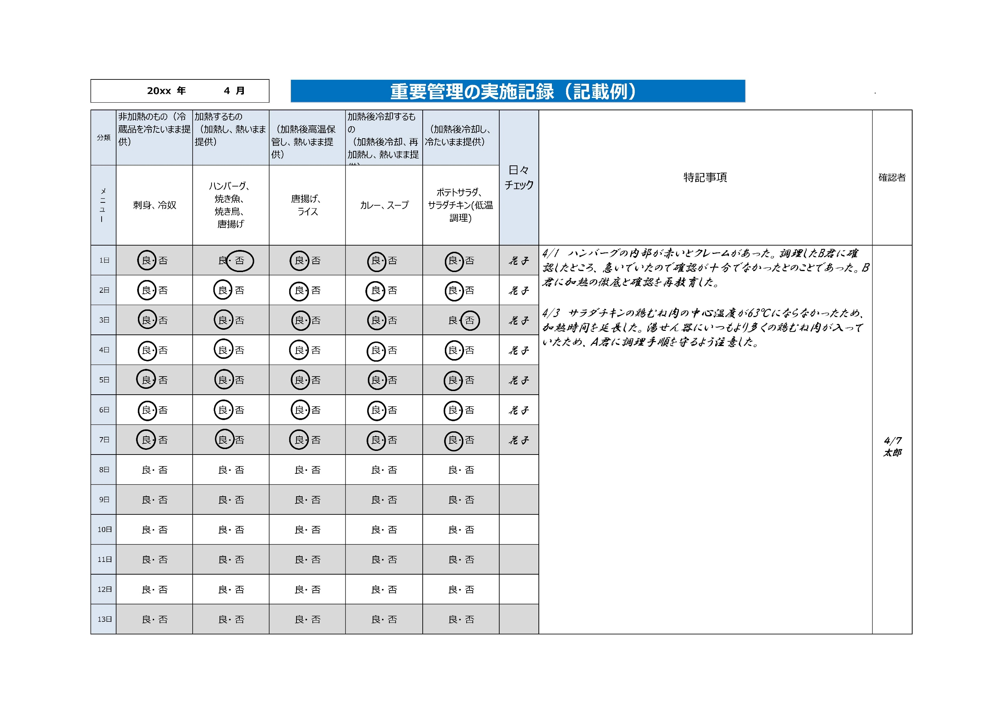 20xx 年 4 月
重要管理の実施記録（記載例）
分類
非加熱のもの（冷
蔵品を冷たいまま提
供）
加熱するもの
（加熱し、熱いまま
提供）
（加熱後高温保
管し、熱いまま提
供）
加熱後冷却するも
の
（加熱後冷却、再
加熱し、熱いまま提
（加熱後冷却し、
冷たいまま提供）
日々
チェック
特記事項
確認者
メニュー
刺身、冷奴
ハンバーグ、
焼き魚、
焼き鳥、
唐揚げ
唐揚げ、
ライス
カレー、スープ
ポテトサラダ、
サラダチキン(低温
調理)
1日 良・否 良・否 良・否 良・否 良・否 花子
2日 良・否 良・否 良・否 良・否 良・否 花子
3日 良・否 良・否 良・否 良・否 良・否 花子
4日 良・否 良・否 良・否 良・否 良・否 花子
5日 良・否 良・否 良・否 良・否 良・否 花子
6日 良・否 良・否 良・否 良・否 良・否 花子
7日 良・否 良・否 良・否 良・否 良・否 花子
8日 良・否 良・否 良・否 良・否 良・否
9日 良・否 良・否 良・否 良・否 良・否
10日 良・否 良・否 良・否 良・否 良・否
11日 良・否 良・否 良・否 良・否 良・否
12日 良・否 良・否 良・否 良・否 良・否
13日 良・否 良・否 良・否 良・否 良・否
4/1 ハンバーグの内部が赤いとクレームがあった。調理したB君に確
認したところ、急いでいたので確認が十分でなかったとのことであった。B
君に加熱の徹底と確認を再教育した。
4/3 サラダチキンの鶏むね肉の中心温度が63℃にならなかったため、
加熱時間を延長した。湯せん器にいつもより多くの鶏むね肉が入って
いたため、A君に調理手順を守るよう注意した。
4/7
太郎